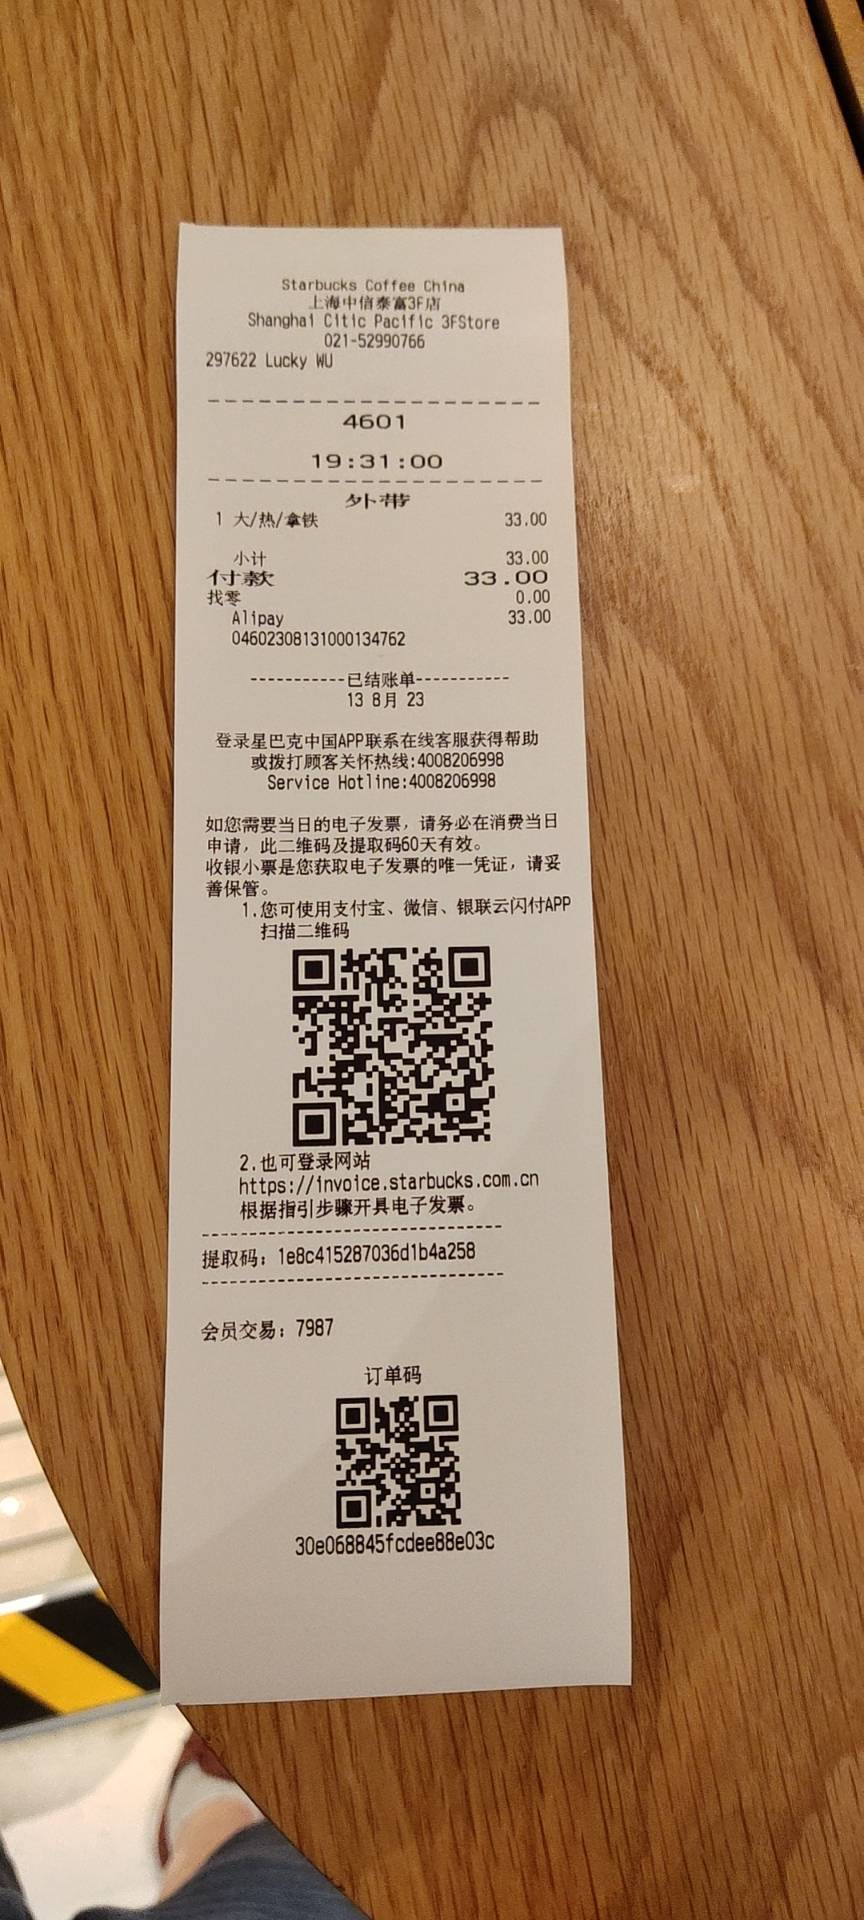 Starbucks Coffee China
上海中信泰富3F店
Shanghai Citic Pacific 3FStore
021-52990766
297622 Lucky WU
4601
19:31:00
外带
1 大/热/拿铁 33.00
小计 33.00
付款 33.00
找零 0.00
Alipay 33.00
04602308131000134762
-----------已结账单-----------
13 8月 23
登录星巴克中国APP联系在线客服获得帮助
或拨打顾客关怀热线:4008206998
Service Hotline:4008206998
如您需要当日的电子发票，请务必在消费当日
申请，此二维码及提取码60天有效。
收银小票是您获取电子发票的唯一凭证，请妥
善保管。
1.您可使用支付宝、微信、银联云闪付APP
扫描二维码
2.也可登录网站
https://invoice.starbucks.com.cn
根据指引步骤开具电子发票。
提取码：1e8c415287036d1b4a258
会员交易：7987
订单码
30e068845fcdee88e03c